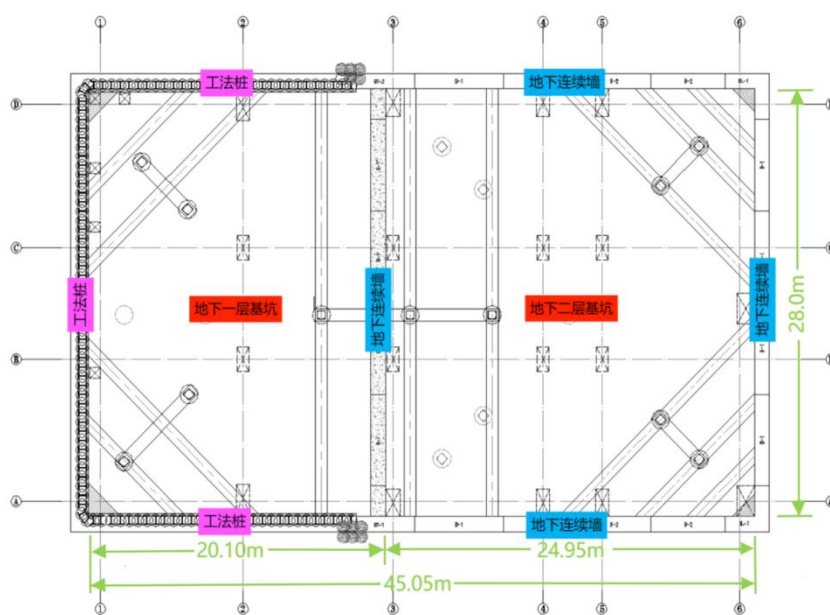 ① ② ③ ④ ⑤ ⑥
工法桩
地下连续墙
D-1
Ⓓ
Ⓒ
工法桩
地下一层基坑
地下连续墙
地下二层基坑
地下连续墙
28.0m
Ⓑ
Ⓐ
工法桩
D-1
地下连续墙
20.10m
24.95m
45.05m
① ② ③ ④ ⑤ ⑥